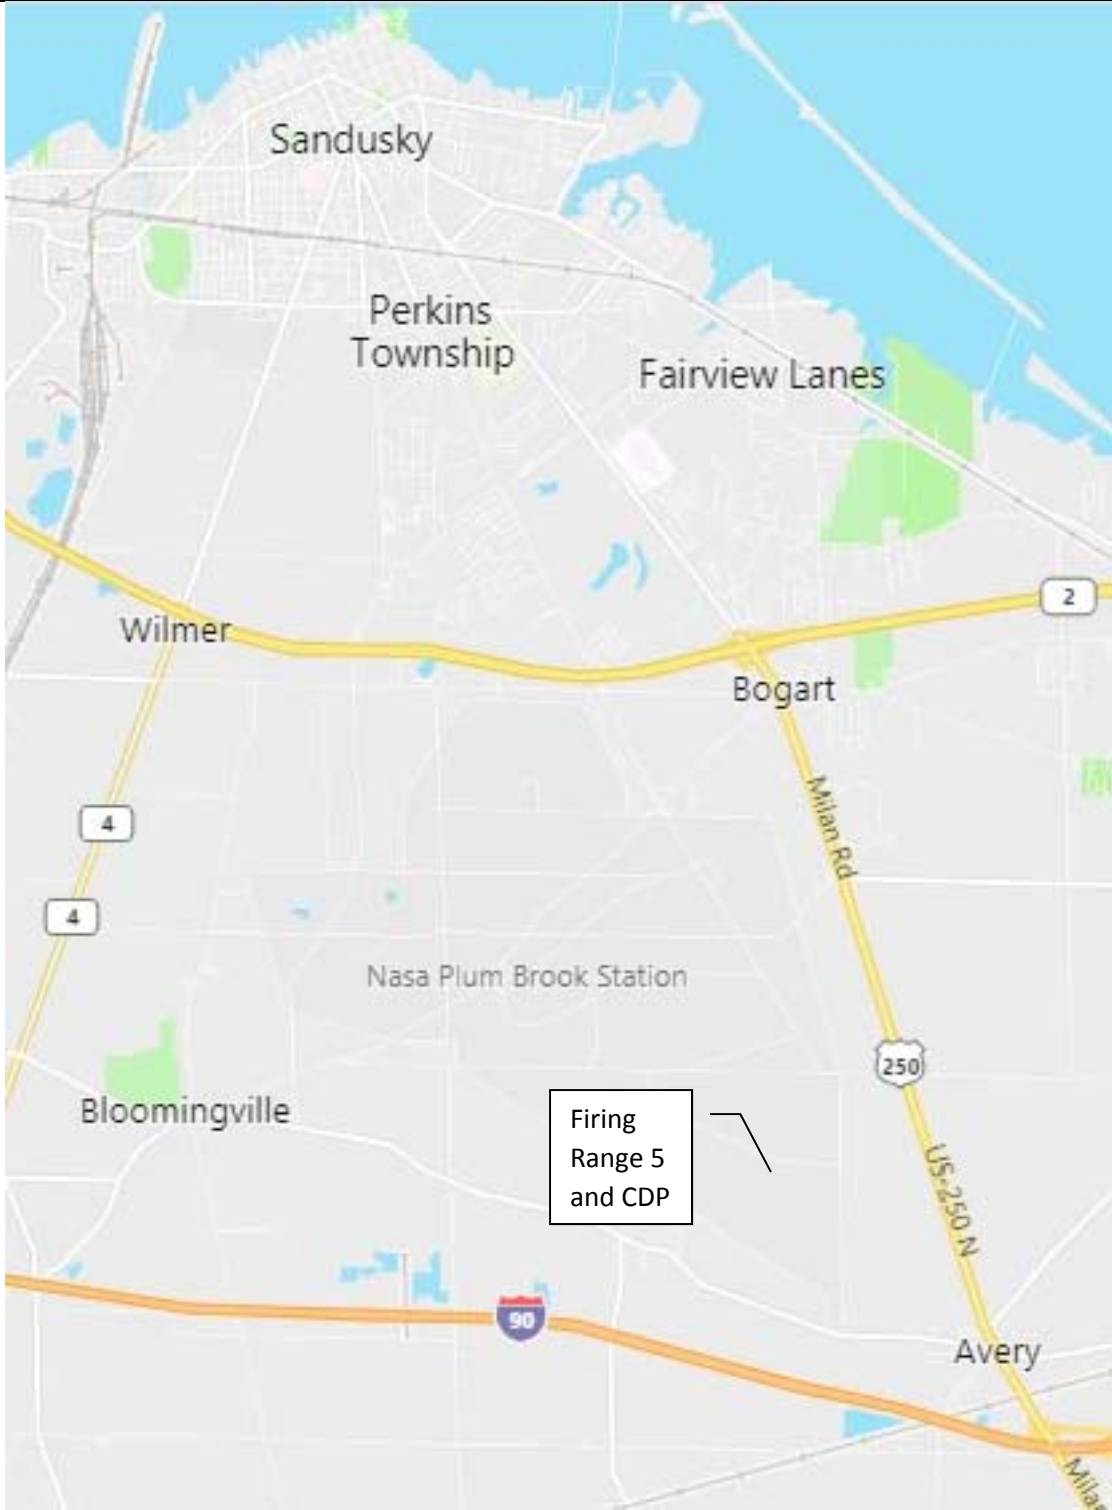 Sandusky
Perkins
Township
Fairview Lanes
2
Wilmer
Bogart
Milan Rd
4
4
Nasa Plum Brook Station
250
Bloomingville
Firing
Range 5
and CDP
US-250 N
90
Avery